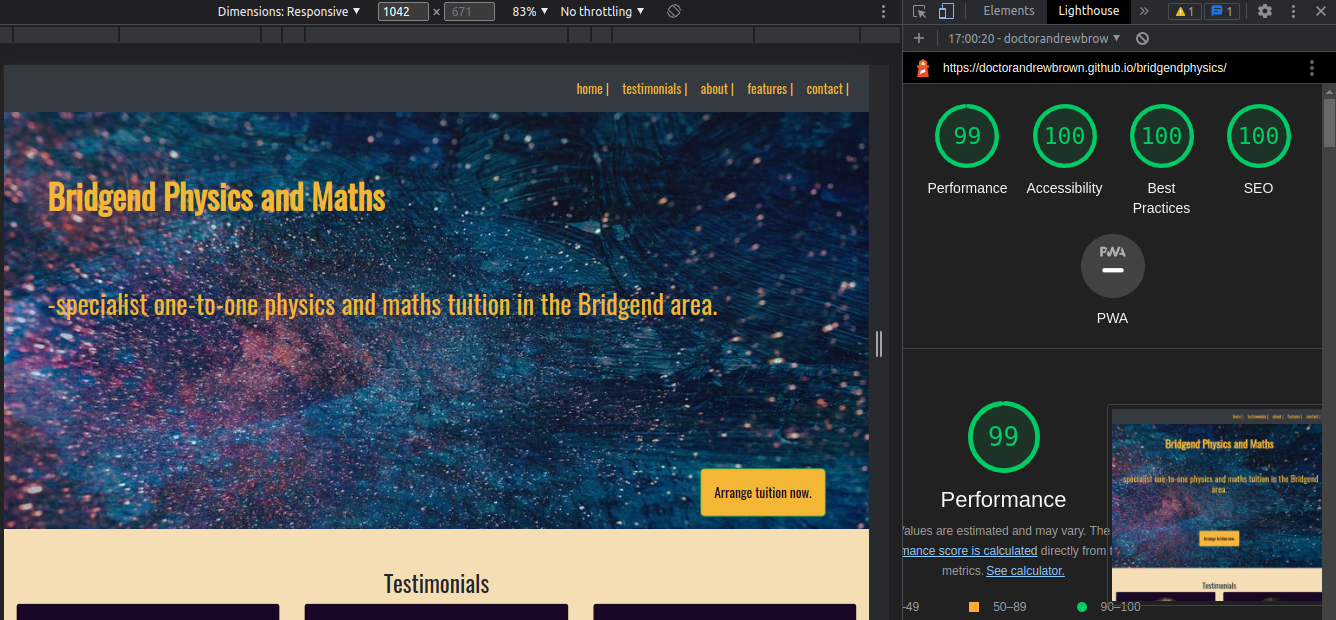 Dimensions: Responsive ▼ 1042 × 671 83% ▼ No throttling ▼
Elements Lighthouse » 1 1
17:00:20 - doctorandrewbrow ▼
https://doctorandrewbrown.github.io/bridgendphysics/
home | testimonials | about | features | contact |
Bridgend Physics and Maths
-specialist one-to-one physics and maths tuition in the Bridgend area.
Arrange tuition now.
Testimonials
99 100 100 100
Performance Accessibility Best Practices SEO
PWA
PWA
99
Performance
Values are estimated and may vary. The
mance score is calculated directly from t
metrics. See calculator.
-49 50–89 90–100
home | testimonials | about | features | contact |
Bridgend Physics and Maths
-specialist one-to-one physics and maths tuition in the Bridgend
area.
Arrange tuition now.
Testimonials